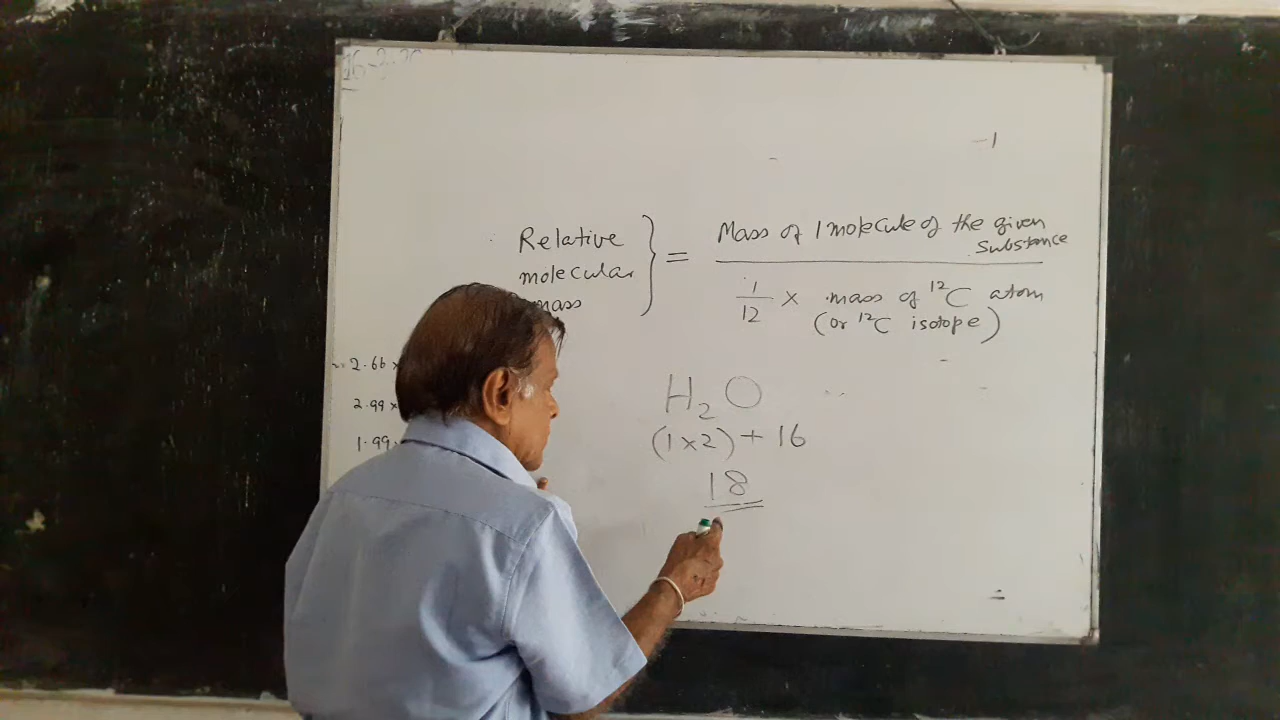 Relative
molecular
mass
} =
Mass of 1 molecule of the given
Substance
1
12
× mass of ¹²C atom
(or ¹²C isotope)
2.66 ×
2.99 ×
1.99 ×
H₂O
(1×2) + 16
18
-1